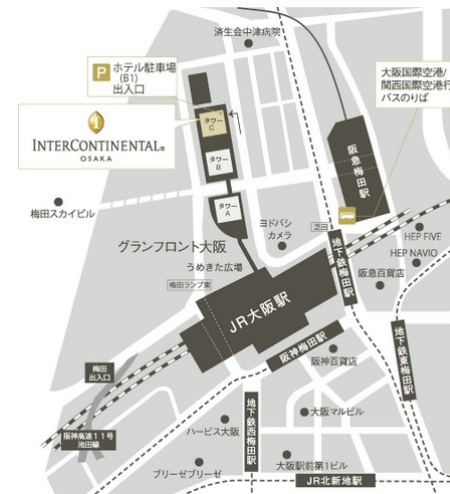 済生会中津病院
P ホテル駐車場
(B1)
出入口
大阪国際空港/
関西国際空港行
バスのりば
INTERCONTINENTAL®
OSAKA
タワー
C
タワー
B
タワー
A
阪急梅田駅
梅田スカイビル
ヨドバシ
カメラ
芝田
地下鉄梅田駅
HEP FIVE
HEP NAVIO
阪急百貨店
グランフロント大阪
うめきた広場
梅田ランプ東
JR大阪駅
阪神梅田駅
阪神百貨店
地下鉄東梅田駅
梅田
出入口
阪神高速11号
池田線
地下鉄西梅田駅
大阪マルビル
ハービス大阪
ブリーゼブリーゼ
大阪駅前第1ビル
JR北新地駅